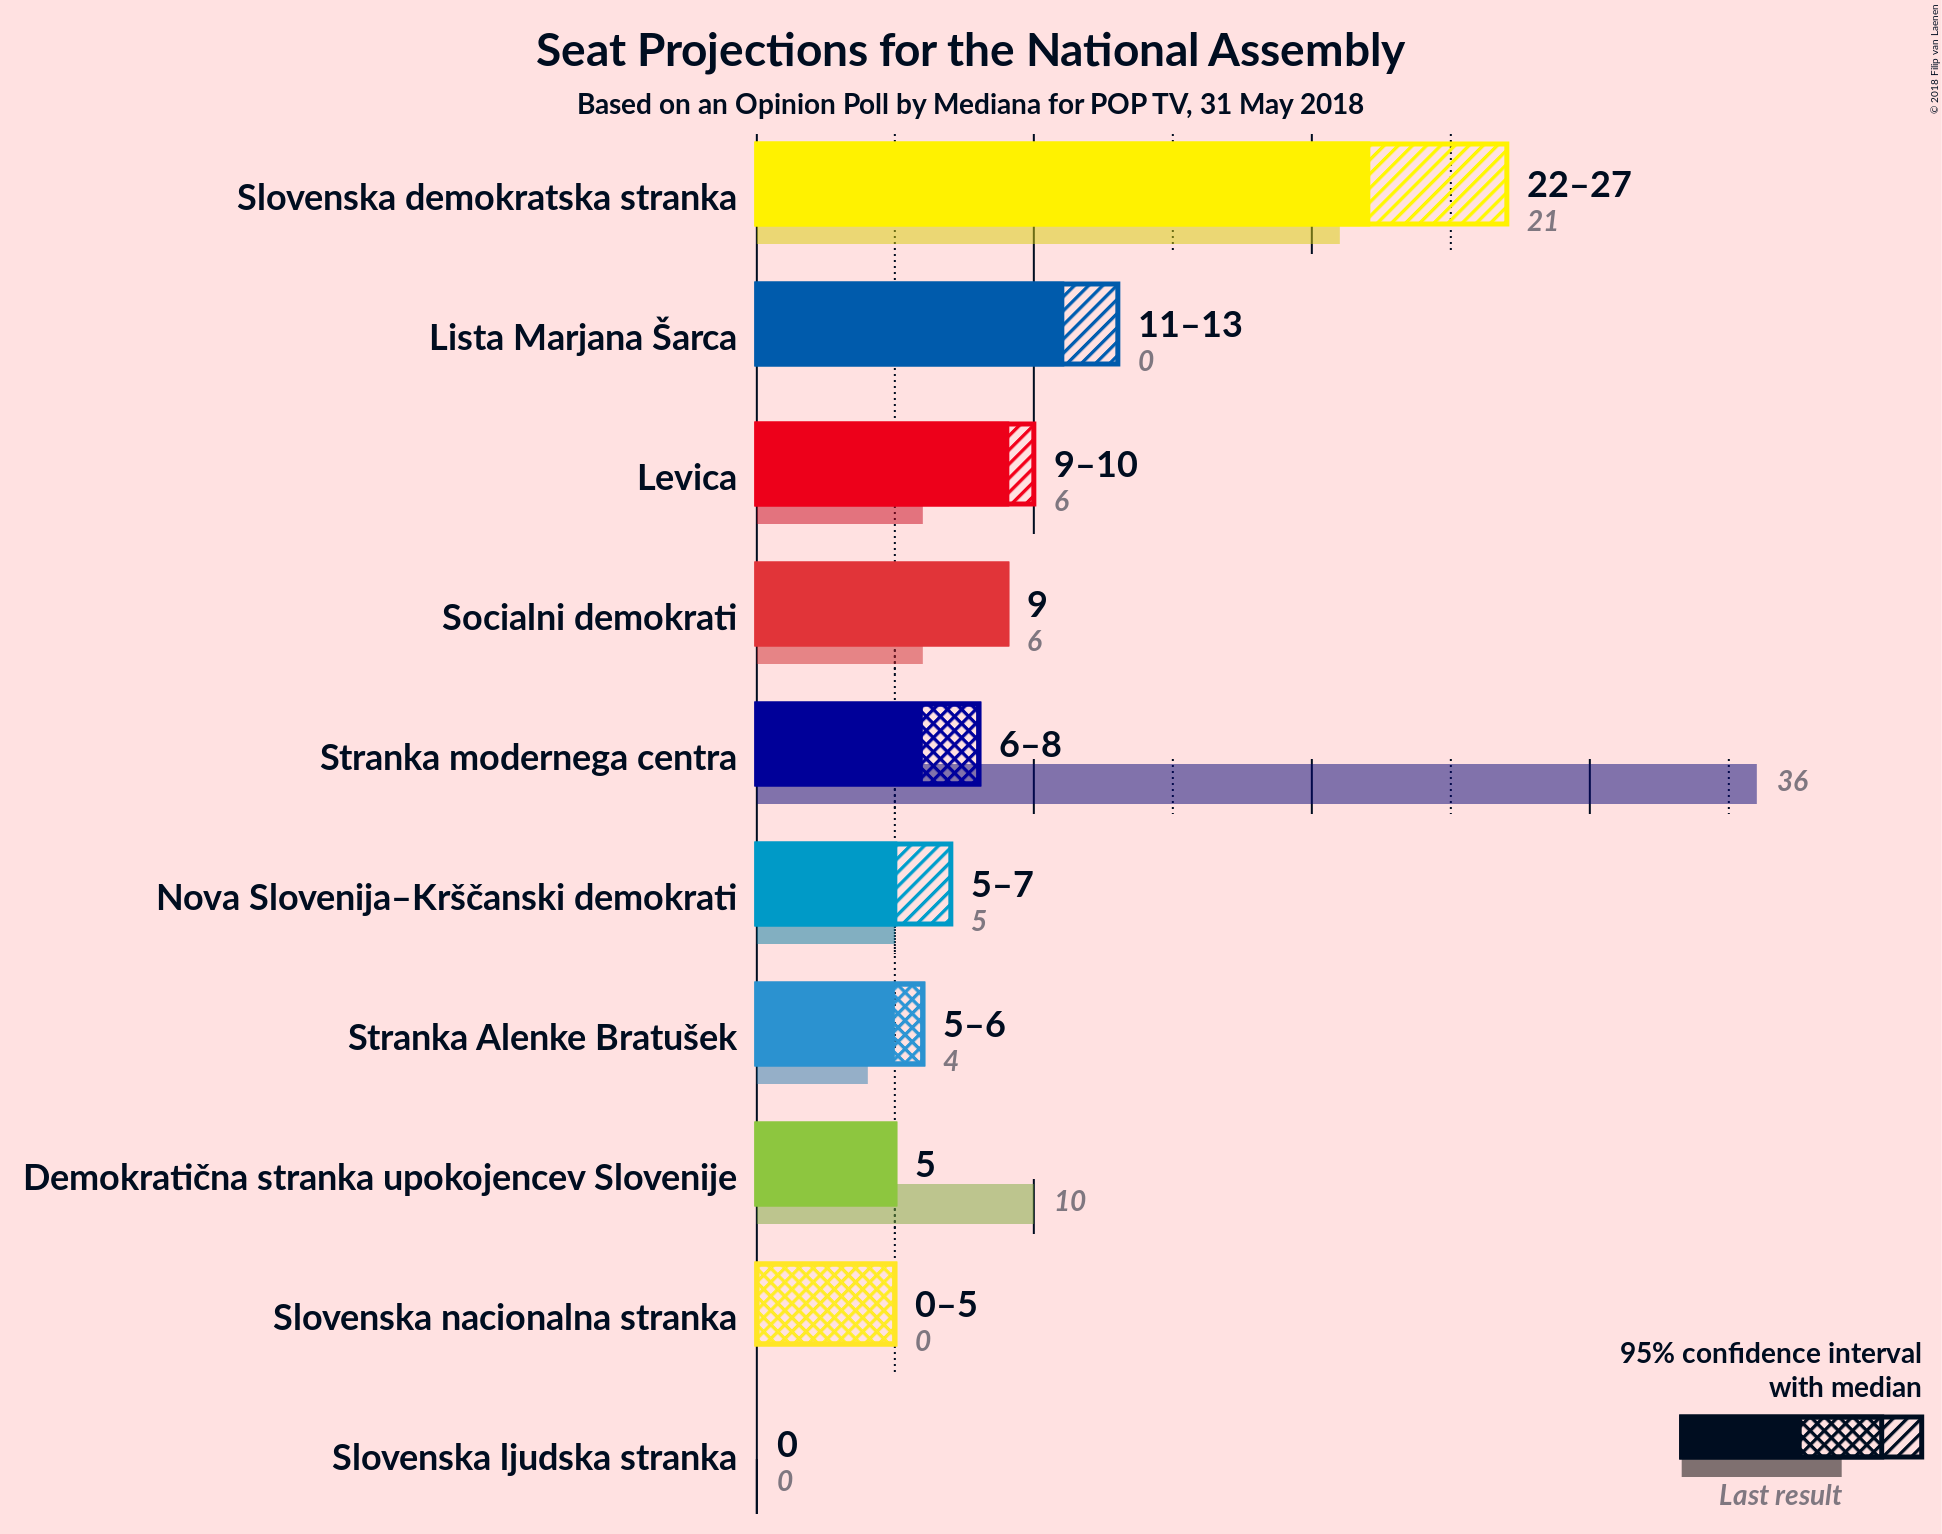 Seat Projections for the National Assembly
Based on an Opinion Poll by Mediana for POP TV, 31 May 2018
© 2018 Filip van Laenen
Slovenska demokratska stranka
22–27
21
Lista Marjana Šarca
11–13
0
Levica
9–10
6
Socialni demokrati
9
6
Stranka modernega centra
6–8
36
Nova Slovenija–Krščanski demokrati
5–7
5
Stranka Alenke Bratušek
5–6
4
Demokratična stranka upokojencev Slovenije
5
10
Slovenska nacionalna stranka
0–5
0
Slovenska ljudska stranka
0
0
95% confidence interval
with median
Last result